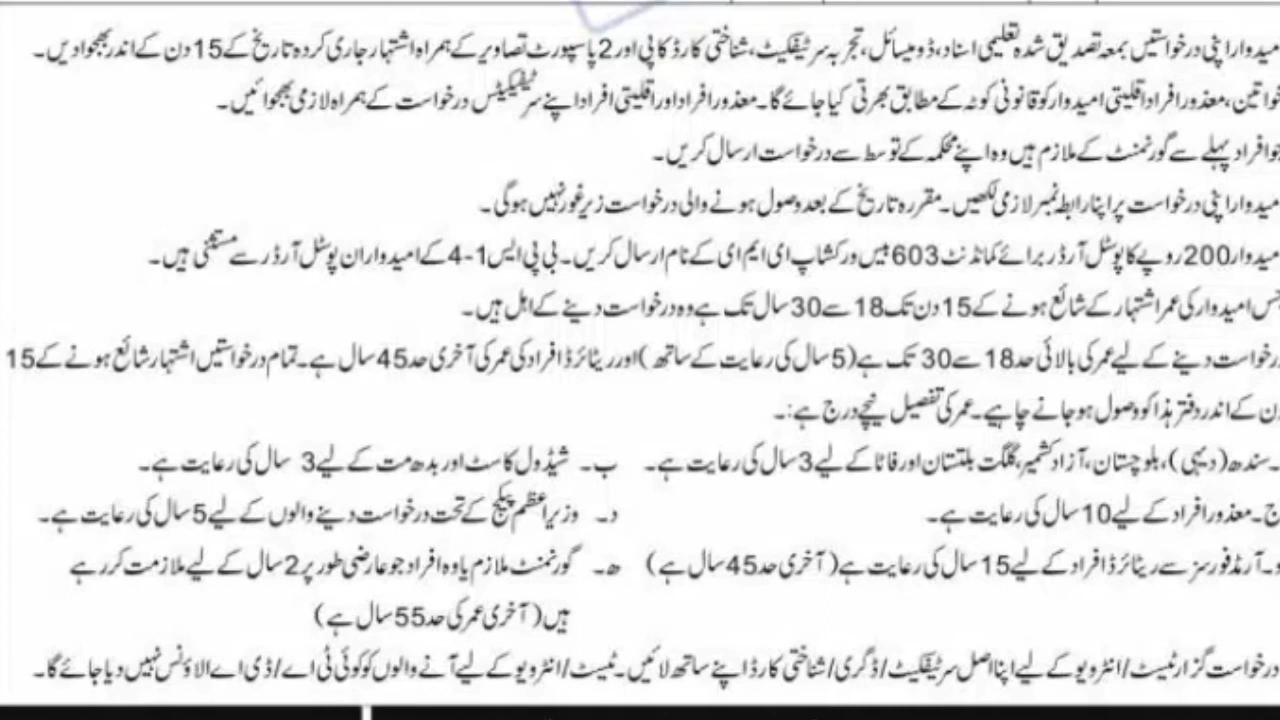 میدوار اپنی درخواستیں بمعہ تصدیق شدہ تعلیمی اسناد، ڈومیسائل، تجربہ سرٹیفکیٹ، شناختی کارڈ کاپی اور 2 پاسپورٹ تصاویر کے ہمراہ اشتہار جاری کردہ تاریخ کے 15 دن کے اندر بھجوا دیں۔
خواتین، معذور افراد اقلیتی امیدوار کو قانونی کوٹہ کے مطابق بھرتی کیا جائے گا۔ معذور افراد اور اقلیتی افراد اپنے سرٹیفکیٹس درخواست کے ہمراہ لازمی بھجوائیں۔
جو افراد پہلے سے گورنمنٹ کے ملازم ہیں وہ اپنے محکمہ کے توسط سے درخواست ارسال کریں۔
میدوار اپنی درخواست پر اپنا رابطہ نمبر لازمی لکھیں۔ مقررہ تاریخ کے بعد وصول ہونے والی درخواست زیر غور نہیں ہوگی۔
میدوار 200 روپے کا پوسٹل آرڈر برائے کمانڈنٹ 603 بیس ورکشاپ ای ایم ای کے نام ارسال کریں۔ بی پی ایس 1-4 کے امیدواران پوسٹل آرڈر سے مستثنیٰ ہیں۔
جس امیدوار کی عمر اشتہار کے شائع ہونے کے 15 دن تک 18 سے 30 سال تک ہے وہ درخواست دینے کے اہل ہیں۔
درخواست دینے کے لیے عمر کی بالائی حد 18 سے 30 تک ہے (5 سال کی رعایت کے ساتھ) اور ریٹائرڈ افراد کی عمر کی آخری حد 45 سال ہے۔ تمام درخواستیں اشتہار شائع ہونے کے 15
دن کے اندر دفتر ہذا کو وصول ہو جانے چاہیے۔ عمر کی تفصیل نیچے درج ہے:۔
۔ سندھ (دیہی)، بلوچستان، آزاد کشمیر، گلگت بلتستان اور فاٹا کے لیے 3 سال کی رعایت ہے۔ ب۔ شیڈول کاسٹ اور بدھ مت کے لیے 3 سال کی رعایت ہے۔
ج۔ معذور افراد کے لیے 10 سال کی رعایت ہے۔ د۔ وزیراعظم پیکج کے تحت درخواست دینے والوں کے لیے 5 سال کی رعایت ہے۔
و۔ آرمڈ فورسز سے ریٹائرڈ افراد کے لیے 15 سال کی رعایت ہے (آخری حد 45 سال ہے) ھ۔ گورنمنٹ ملازم یا وہ افراد جو عارضی طور پر 2 سال کے لیے ملازمت کر رہے
ہیں (آخری عمر کی حد 55 سال ہے)
درخواست گزار ٹیسٹ/انٹرویو کے لیے اپنا اصل سرٹیفکیٹ/ڈگری/شناختی کارڈ اپنے ساتھ لائیں۔ ٹیسٹ/انٹرویو کے لیے آنے والوں کو کوئی ٹی اے/ڈی اے الاؤنس نہیں دیا جائے گا۔